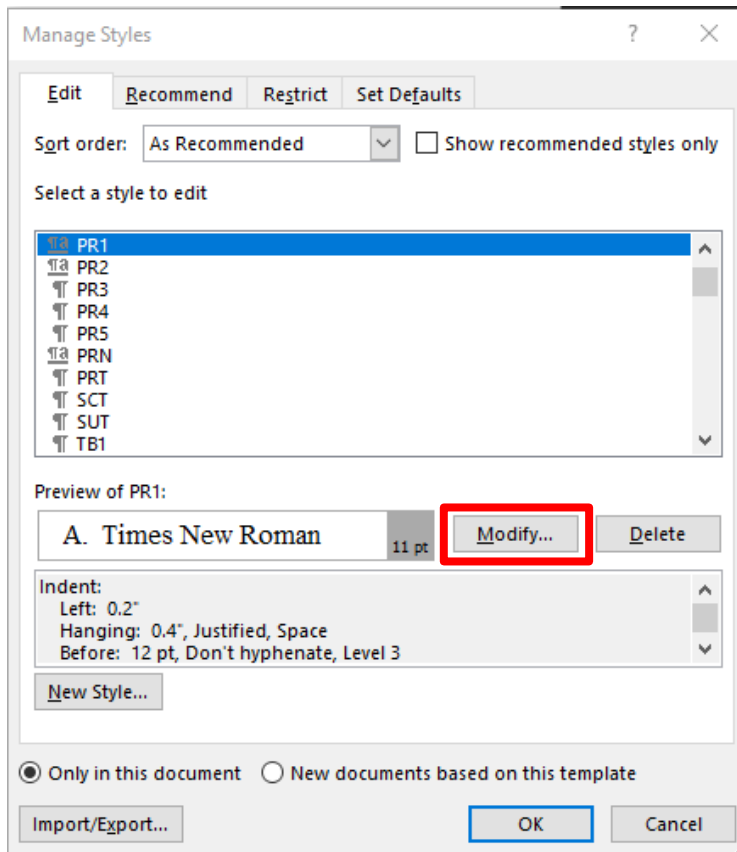 Manage Styles ?
Edit Recommend Restrict Set Defaults
Sort order: As Recommended Show recommended styles only
Select a style to edit
¶a PR1
¶a PR2
¶ PR3
¶ PR4
¶ PR5
¶a PRN
¶ PRT
¶ SCT
¶ SUT
¶ TB1
Preview of PR1:
A. Times New Roman 11 pt Modify... Delete
Indent:
Left: 0.2"
Hanging: 0.4", Justified, Space
Before: 12 pt, Don't hyphenate, Level 3
New Style...
Only in this document New documents based on this template
Import/Export... OK Cancel